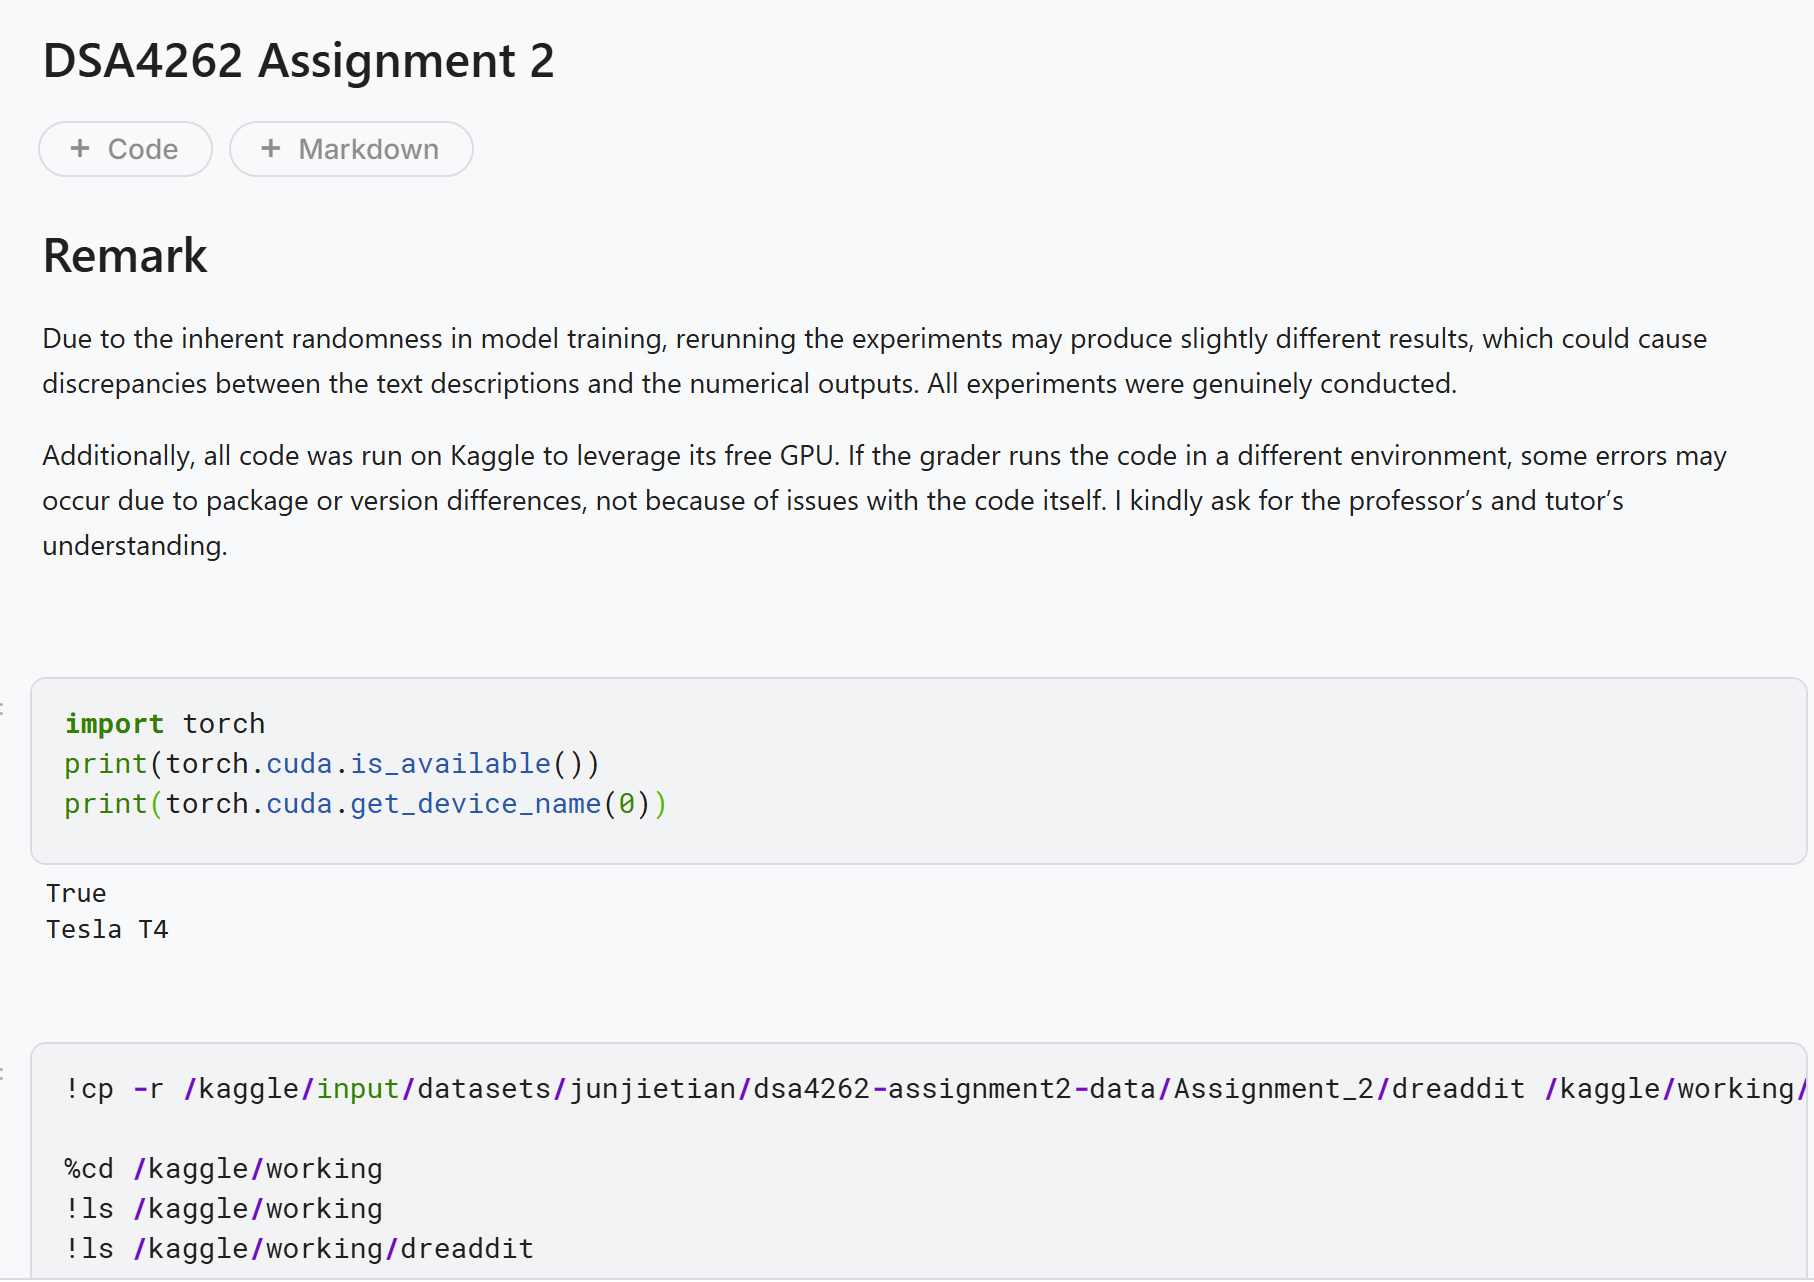 DSA4262 Assignment 2
+ Code + Markdown
Remark
Due to the inherent randomness in model training, rerunning the experiments may produce slightly different results, which could cause
discrepancies between the text descriptions and the numerical outputs. All experiments were genuinely conducted.
Additionally, all code was run on Kaggle to leverage its free GPU. If the grader runs the code in a different environment, some errors may
occur due to package or version differences, not because of issues with the code itself. I kindly ask for the professor’s and tutor’s
understanding.
import torch
print(torch.cuda.is_available())
print(torch.cuda.get_device_name(0))
True
Tesla T4
!cp -r /kaggle/input/datasets/junjietian/dsa4262-assignment2-data/Assignment_2/dreaddit /kaggle/working/
%cd /kaggle/working
!ls /kaggle/working
!ls /kaggle/working/dreaddit